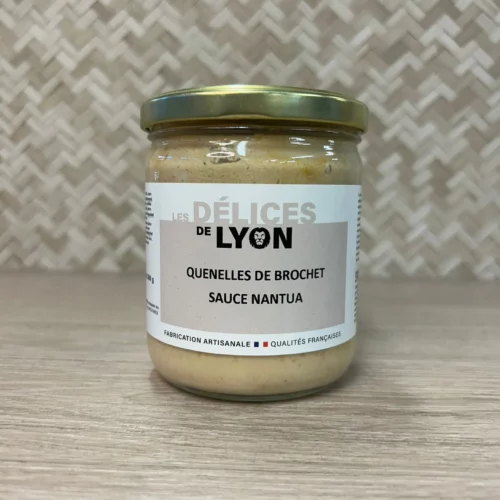 LES DÉLICES
DE LYON
QUENELLES DE BROCHET
SAUCE NANTUA
FABRICATION ARTISANALE QUALITÉS FRANÇAISES